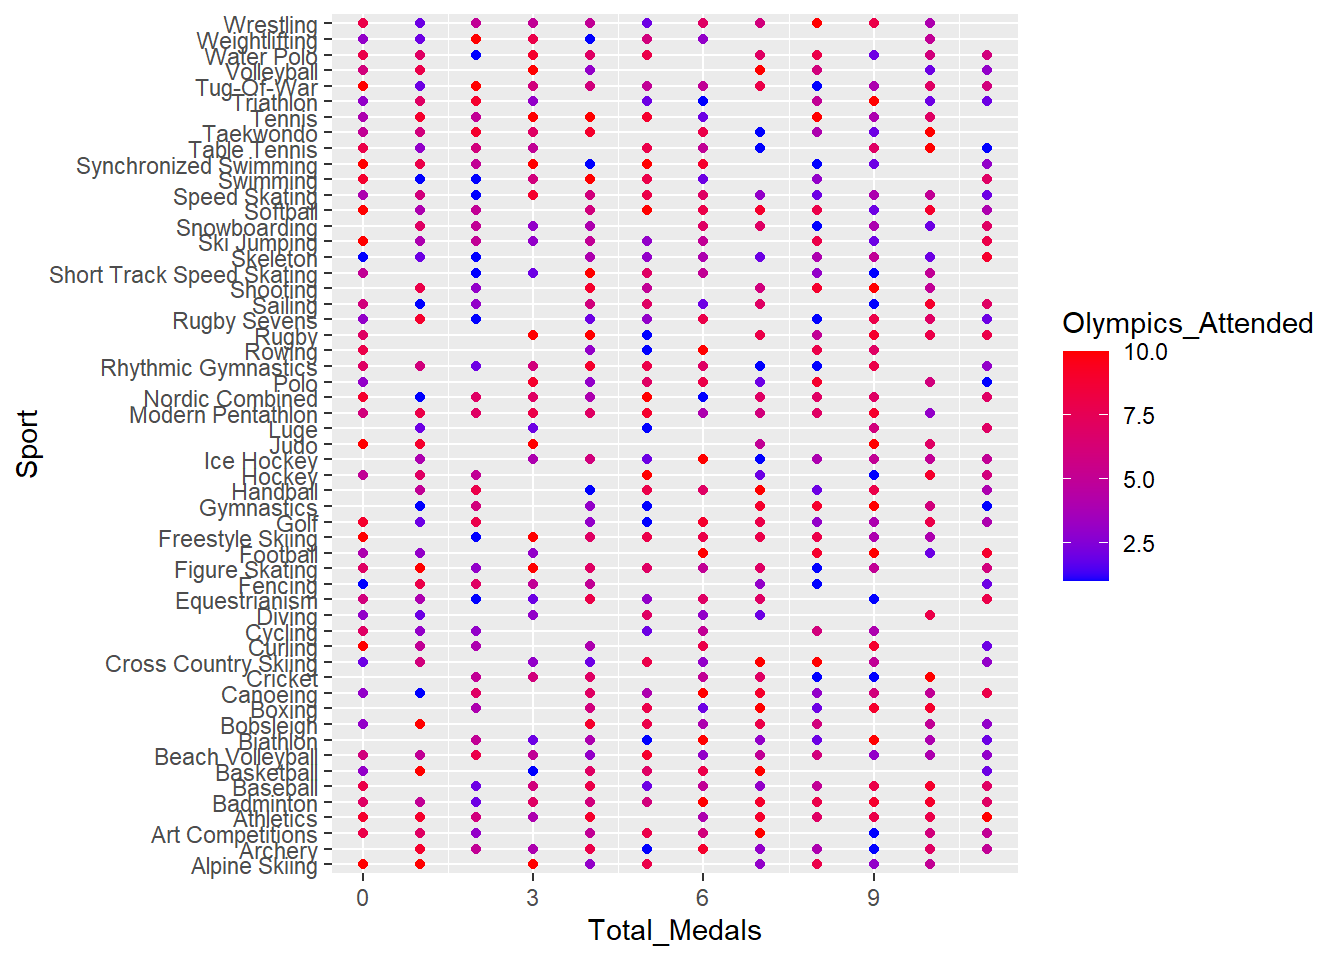 Wrestling
Weightlifting
Water Polo
Volleyball
Tug-Of-War
Triathlon
Tennis
Taekwondo
Table Tennis
Synchronized Swimming
Swimming
Speed Skating
Softball
Snowboarding
Ski Jumping
Skeleton
Short Track Speed Skating
Shooting
Sailing
Rugby Sevens
Rugby
Rowing
Rhythmic Gymnastics
Polo
Nordic Combined
Modern Pentathlon
Luge
Judo
Ice Hockey
Hockey
Handball
Gymnastics
Golf
Freestyle Skiing
Football
Figure Skating
Fencing
Equestrianism
Diving
Cycling
Curling
Cross Country Skiing
Cricket
Canoeing
Boxing
Bobsleigh
Biathlon
Beach Volleyball
Basketball
Baseball
Badminton
Athletics
Art Competitions
Archery
Alpine Skiing
Sport
0 3 6 9
Total_Medals
Olympics_Attended
10.0
7.5
5.0
2.5